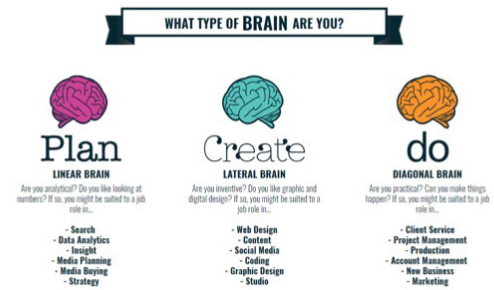 WHAT TYPE OF BRAIN ARE YOU?
Plan
LINEAR BRAIN
Are you analytical? Do you like looking at
numbers? If so, you might be suited to a job
role in...
- Search
- Data Analytics
- Insight
- Media Planning
- Media Buying
- Strategy
Create
LATERAL BRAIN
Are you inventive? Do you like graphic and
digital design? If so, you might be suited to a
job role in...
- Web Design
- Content
- Social Media
- Coding
- Graphic Design
- Studio
do
DIAGONAL BRAIN
Are you practical? Can you make things
happen? If so, you might be suited to a job
role in...
- Client Service
- Project Management
- Production
- Account Management
- New Business
- Marketing